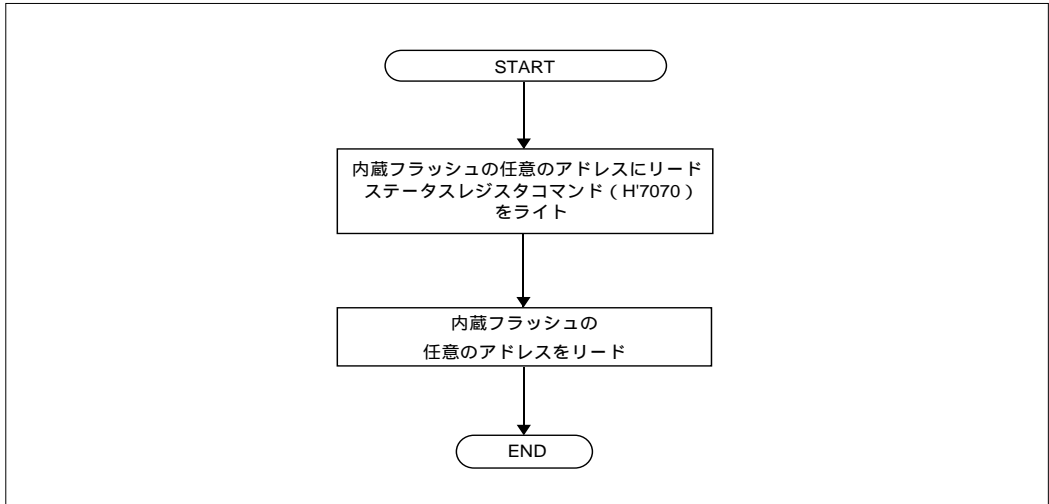 START
内蔵フラッシュの任意のアドレスにリード
ステータスレジスタコマンド（H'7070）
をライト
内蔵フラッシュの
任意のアドレスをリード
END